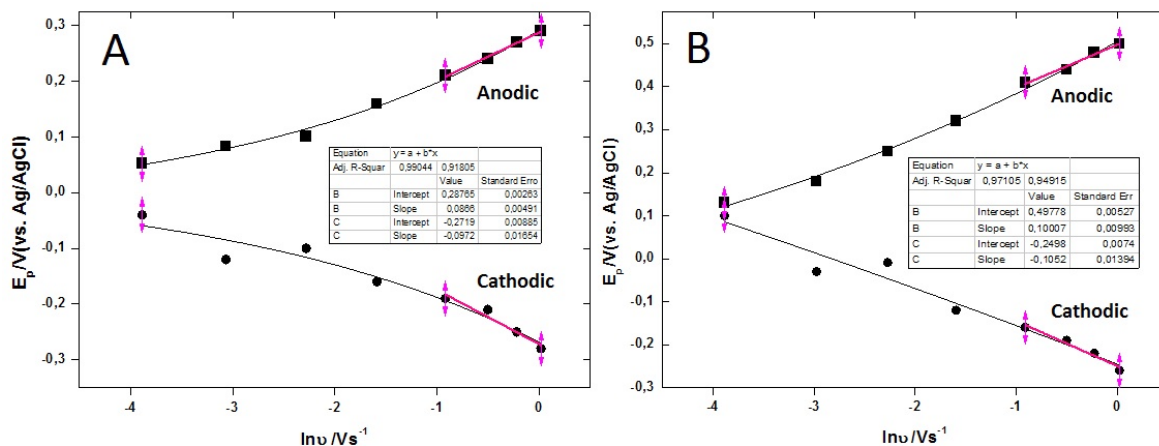 A
0,3
0,2
0,1
0,0
-0,1
-0,2
-0,3
E_p/V(vs. Ag/AgCl)
Anodic
Equation y = a + b*x
Adj. R-Squar 0,99044 0,91805
Value Standard Erro
B Intercept 0,28765 0,00263
B Slope 0,0866 0,00491
C Intercept -0,2719 0,00885
C Slope -0,0972 0,01654
Cathodic
-4 -3 -2 -1 0
lnυ /Vs⁻¹
B
0,5
0,4
0,3
0,2
0,1
0,0
-0,1
-0,2
-0,3
E_p/V(vs. Ag/AgCl)
Anodic
Equation y = a + b*x
Adj. R-Squar 0,97105 0,94915
Value Standard Err
B Intercept 0,49778 0,00527
B Slope 0,10007 0,00993
C Intercept -0,2498 0,0074
C Slope -0,1052 0,01394
Cathodic
-4 -3 -2 -1 0
lnυ /Vs⁻¹